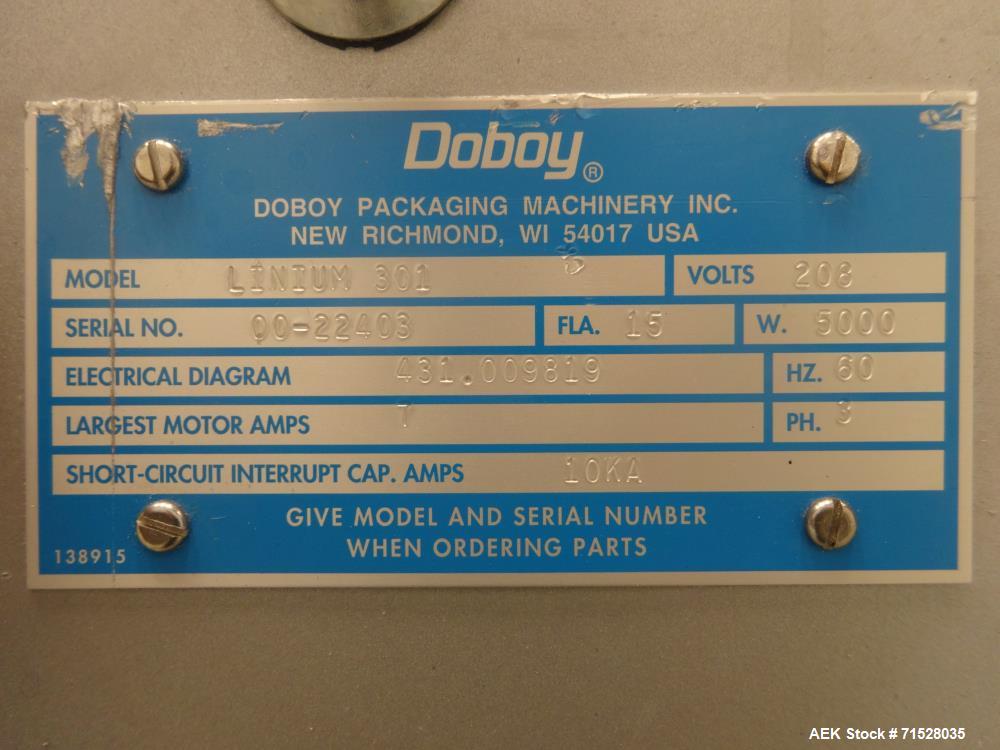 Doboy®
DOBOY PACKAGING MACHINERY INC.
NEW RICHMOND, WI 54017 USA
MODEL LINIUM 301 VOLTS 208
SERIAL NO. 00-22403 FLA. 15 W. 5000
ELECTRICAL DIAGRAM 431.009819 HZ. 60
LARGEST MOTOR AMPS 7 PH. 3
SHORT-CIRCUIT INTERRUPT CAP. AMPS 10KA
GIVE MODEL AND SERIAL NUMBER
WHEN ORDERING PARTS
138915
AEK Stock # 71528035